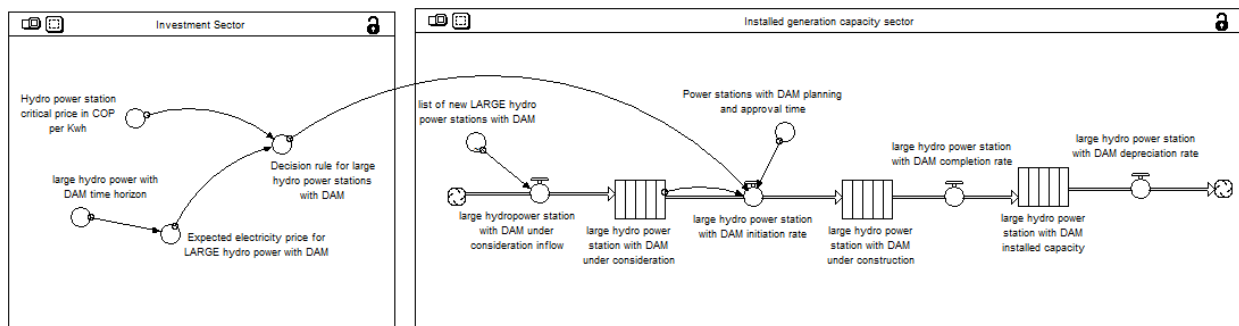 Investment Sector
Hydro power station
critical price in COP
per Kwh
large hydro power with
DAM time horizon
Decision rule for large
hydro power stations
with DAM
Expected electricity price for
LARGE hydro power with DAM
Installed generation capacity sector
list of new LARGE hydro
power stations with DAM
Power stations with DAM planning
and approval time
large hydro power station
with DAM completion rate
large hydro power station
with DAM depreciation rate
large hydropower station
with DAM under
consideration inflow
large hydro power
station with DAM
under consideration
large hydro power station
with DAM initiation rate
large hydro power
station with DAM
under construction
large hydro power
station with DAM
installed capacity